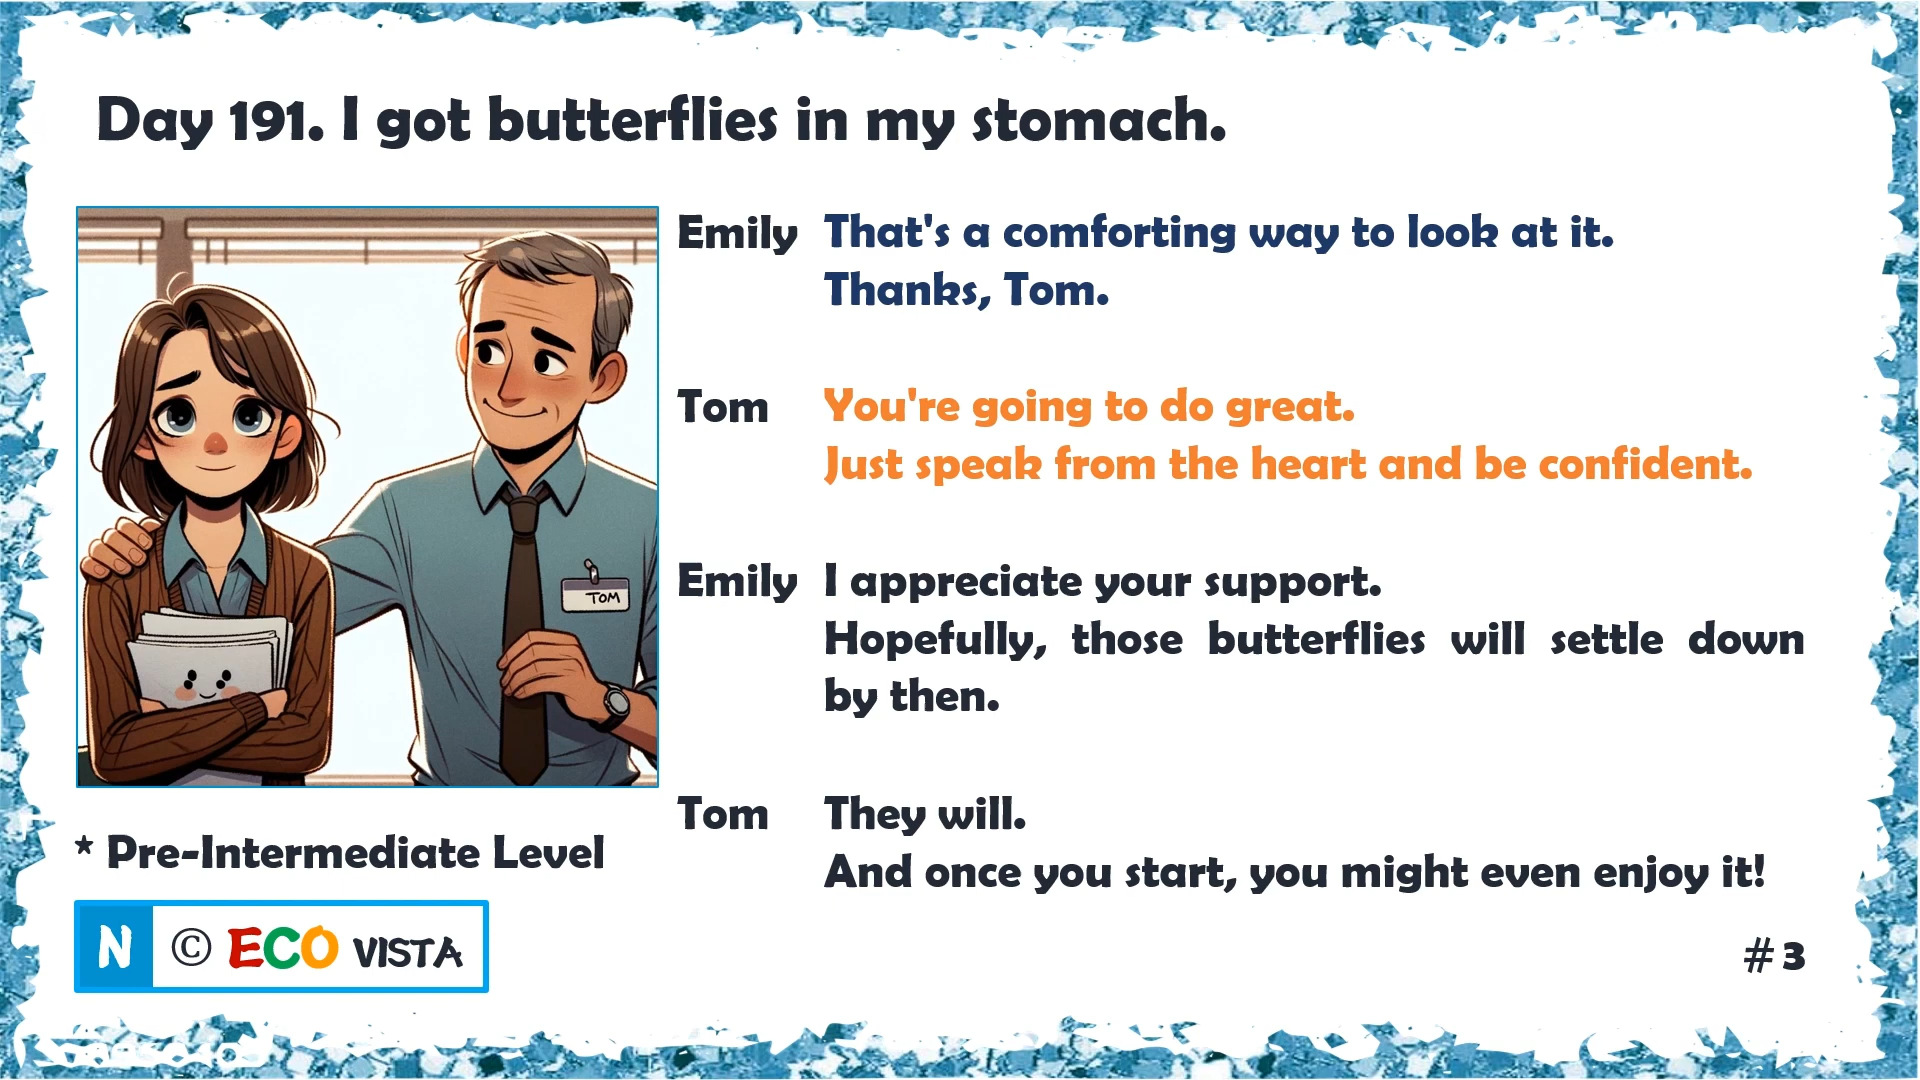 Day 191. I got butterflies in my stomach.
Emily That's a comforting way to look at it.
Thanks, Tom.
Tom You're going to do great.
Just speak from the heart and be confident.
Emily I appreciate your support.
Hopefully, those butterflies will settle down
by then.
Tom They will.
And once you start, you might even enjoy it!
TOM
* Pre-Intermediate Level
N © ECO VISTA
# 3